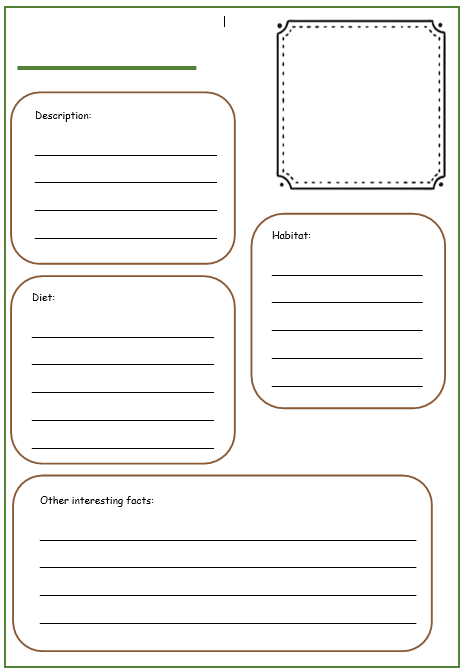 Description:
Habitat:
Diet:
Other interesting facts: